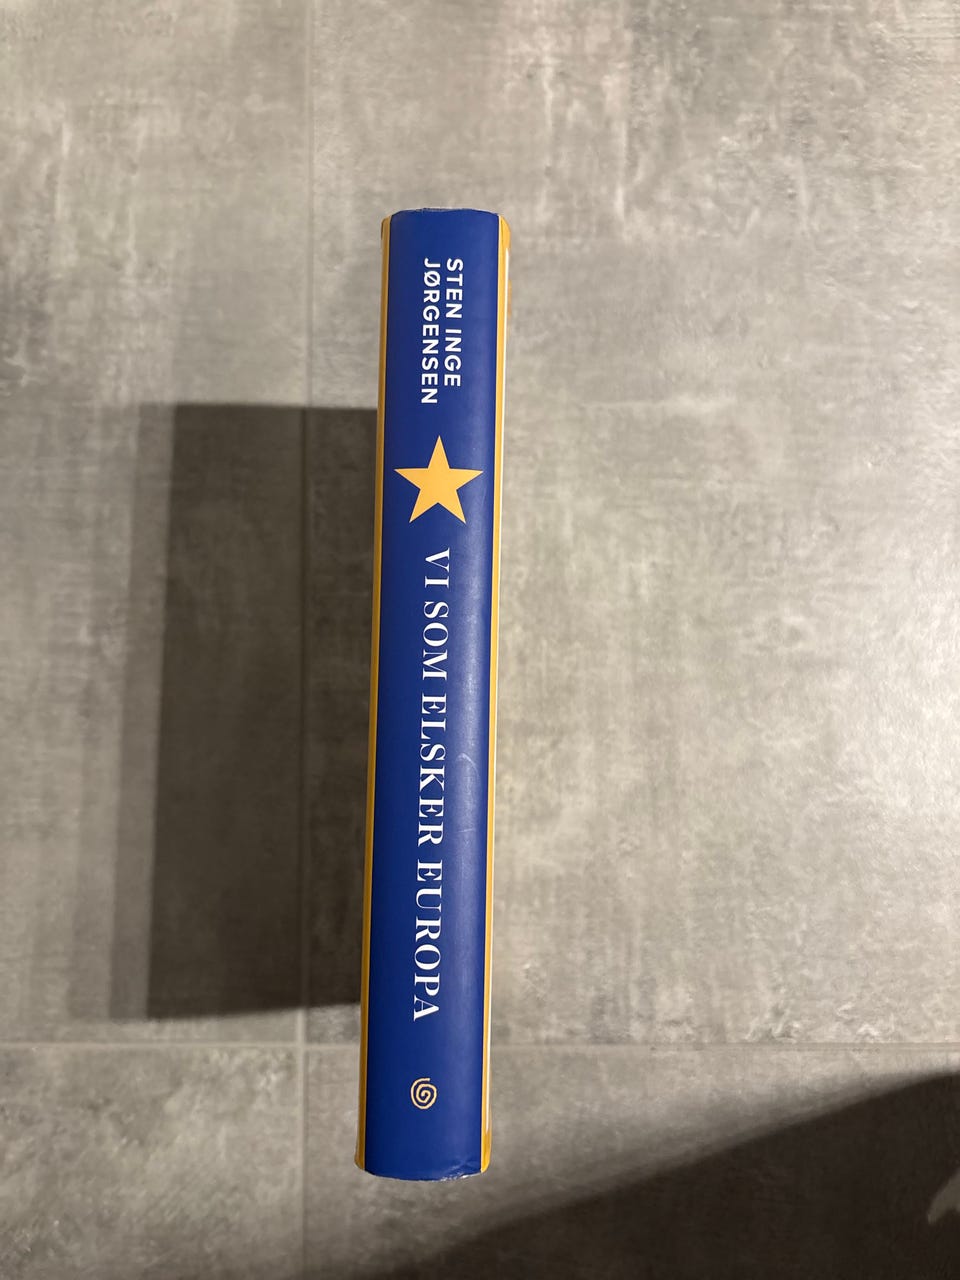 STEN INGE
JØRGENSEN
VI SOM ELSKER EUROPA